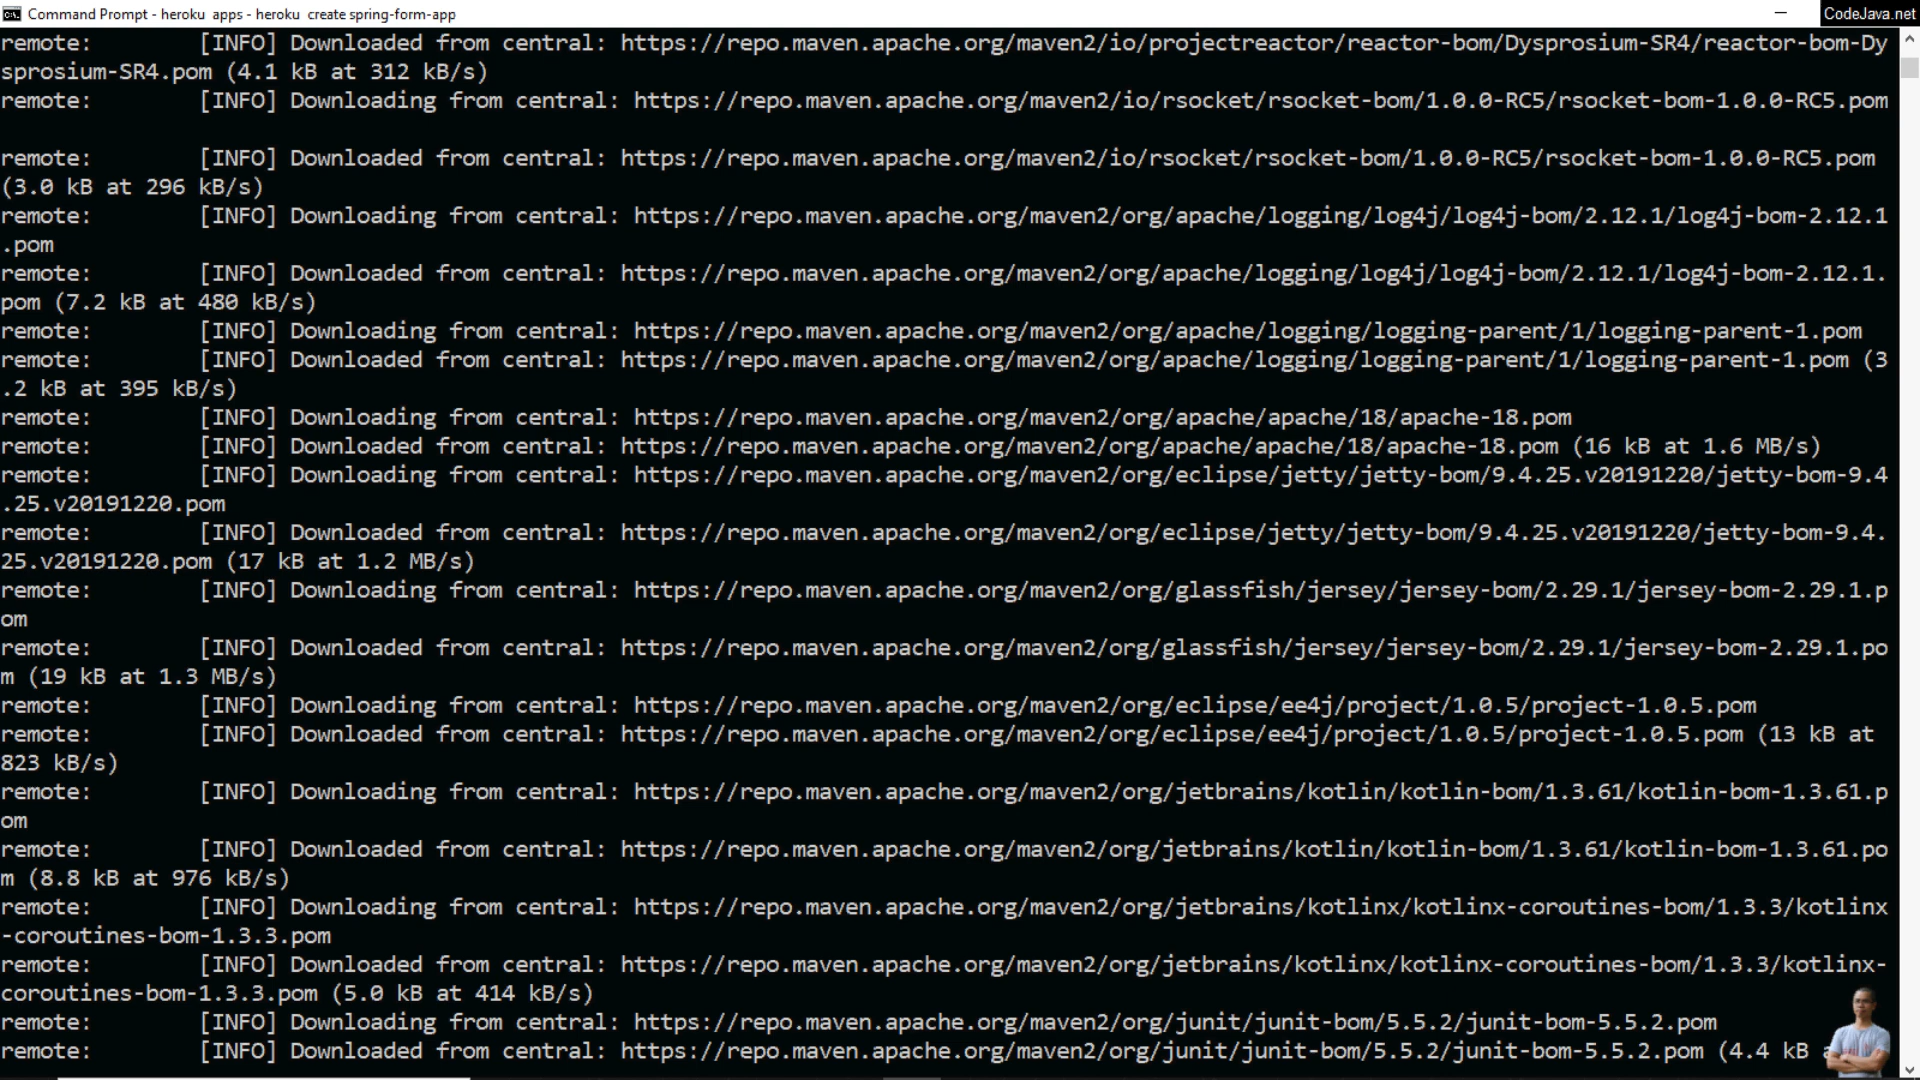 Command Prompt - heroku  apps - heroku  create spring-form-app
CodeJava.net
remote:        [INFO] Downloaded from central: https://repo.maven.apache.org/maven2/io/projectreactor/reactor-bom/Dysprosium-SR4/reactor-bom-Dy
sprosium-SR4.pom (4.1 kB at 312 kB/s)
remote:        [INFO] Downloading from central: https://repo.maven.apache.org/maven2/io/rsocket/rsocket-bom/1.0.0-RC5/rsocket-bom-1.0.0-RC5.pom
remote:        [INFO] Downloaded from central: https://repo.maven.apache.org/maven2/io/rsocket/rsocket-bom/1.0.0-RC5/rsocket-bom-1.0.0-RC5.pom
(3.0 kB at 296 kB/s)
remote:        [INFO] Downloading from central: https://repo.maven.apache.org/maven2/org/apache/logging/log4j/log4j-bom/2.12.1/log4j-bom-2.12.1
.pom
remote:        [INFO] Downloaded from central: https://repo.maven.apache.org/maven2/org/apache/logging/log4j/log4j-bom/2.12.1/log4j-bom-2.12.1.
pom (7.2 kB at 480 kB/s)
remote:        [INFO] Downloading from central: https://repo.maven.apache.org/maven2/org/apache/logging/logging-parent/1/logging-parent-1.pom
remote:        [INFO] Downloaded from central: https://repo.maven.apache.org/maven2/org/apache/logging/logging-parent/1/logging-parent-1.pom (3
.2 kB at 395 kB/s)
remote:        [INFO] Downloading from central: https://repo.maven.apache.org/maven2/org/apache/apache/18/apache-18.pom
remote:        [INFO] Downloaded from central: https://repo.maven.apache.org/maven2/org/apache/apache/18/apache-18.pom (16 kB at 1.6 MB/s)
remote:        [INFO] Downloading from central: https://repo.maven.apache.org/maven2/org/eclipse/jetty/jetty-bom/9.4.25.v20191220/jetty-bom-9.4
.25.v20191220.pom
remote:        [INFO] Downloaded from central: https://repo.maven.apache.org/maven2/org/eclipse/jetty/jetty-bom/9.4.25.v20191220/jetty-bom-9.4.
25.v20191220.pom (17 kB at 1.2 MB/s)
remote:        [INFO] Downloading from central: https://repo.maven.apache.org/maven2/org/glassfish/jersey/jersey-bom/2.29.1/jersey-bom-2.29.1.p
om
remote:        [INFO] Downloaded from central: https://repo.maven.apache.org/maven2/org/glassfish/jersey/jersey-bom/2.29.1/jersey-bom-2.29.1.po
m (19 kB at 1.3 MB/s)
remote:        [INFO] Downloading from central: https://repo.maven.apache.org/maven2/org/eclipse/ee4j/project/1.0.5/project-1.0.5.pom
remote:        [INFO] Downloaded from central: https://repo.maven.apache.org/maven2/org/eclipse/ee4j/project/1.0.5/project-1.0.5.pom (13 kB at
823 kB/s)
remote:        [INFO] Downloading from central: https://repo.maven.apache.org/maven2/org/jetbrains/kotlin/kotlin-bom/1.3.61/kotlin-bom-1.3.61.p
om
remote:        [INFO] Downloaded from central: https://repo.maven.apache.org/maven2/org/jetbrains/kotlin/kotlin-bom/1.3.61/kotlin-bom-1.3.61.po
m (8.8 kB at 976 kB/s)
remote:        [INFO] Downloading from central: https://repo.maven.apache.org/maven2/org/jetbrains/kotlinx/kotlinx-coroutines-bom/1.3.3/kotlinx
-coroutines-bom-1.3.3.pom
remote:        [INFO] Downloaded from central: https://repo.maven.apache.org/maven2/org/jetbrains/kotlinx/kotlinx-coroutines-bom/1.3.3/kotlinx-
coroutines-bom-1.3.3.pom (5.0 kB at 414 kB/s)
remote:        [INFO] Downloading from central: https://repo.maven.apache.org/maven2/org/junit/junit-bom/5.5.2/junit-bom-5.5.2.pom
remote:        [INFO] Downloaded from central: https://repo.maven.apache.org/maven2/org/junit/junit-bom/5.5.2/junit-bom-5.5.2.pom (4.4 kB